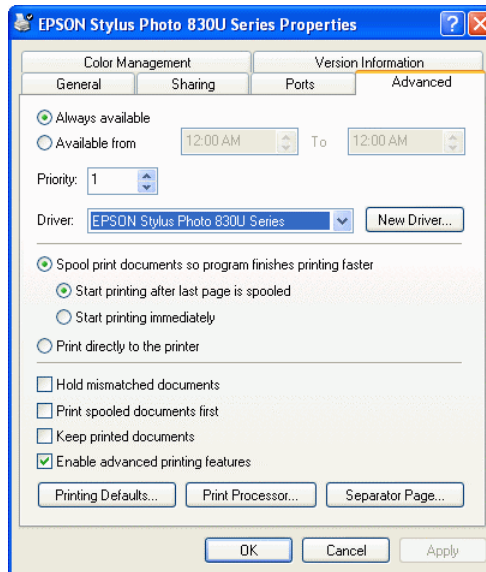 EPSON Stylus Photo 830U Series Properties
Color Management Version Information
General Sharing Ports Advanced
Always available
Available from 12:00 AM To 12:00 AM
Priority: 1
Driver: EPSON Stylus Photo 830U Series New Driver...
Spool print documents so program finishes printing faster
Start printing after last page is spooled
Start printing immediately
Print directly to the printer
Hold mismatched documents
Print spooled documents first
Keep printed documents
Enable advanced printing features
Printing Defaults... Print Processor... Separator Page...
OK Cancel Apply